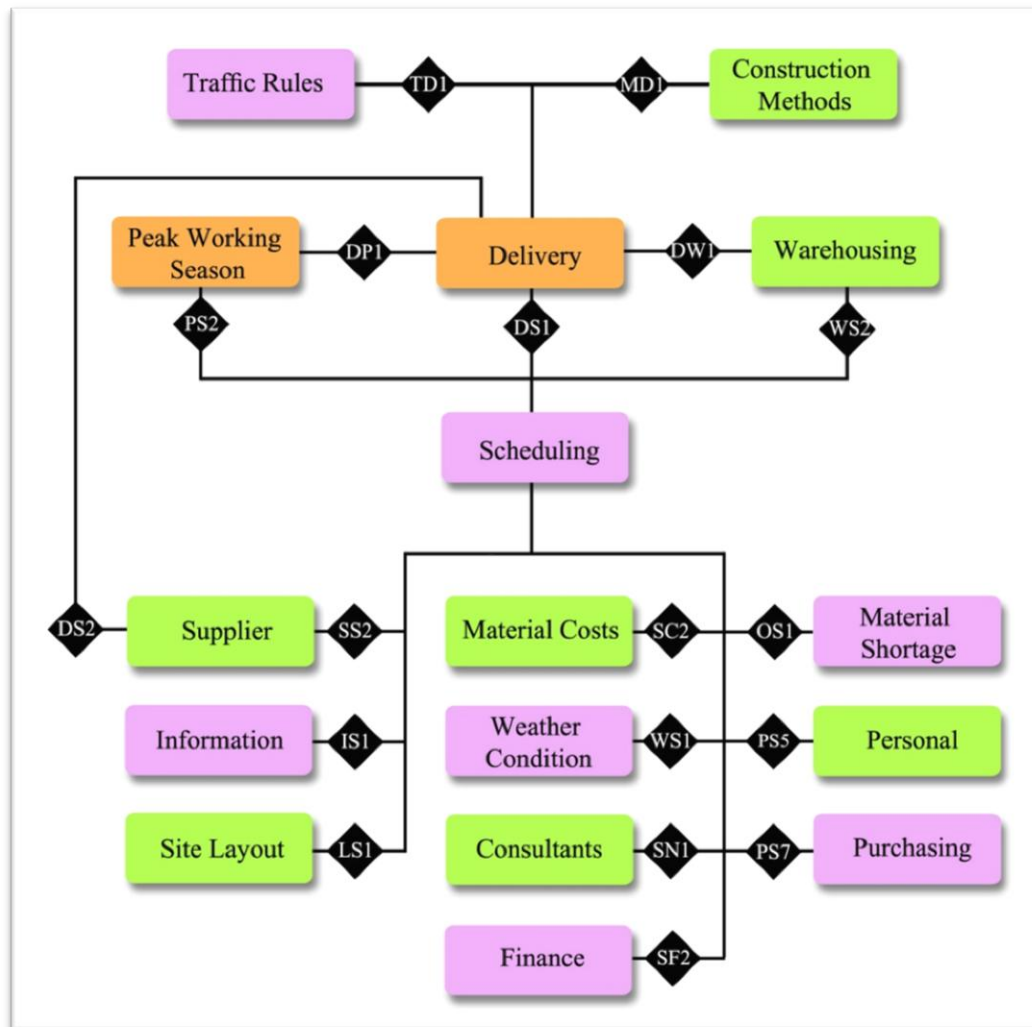 Traffic Rules
TD1
MD1
Construction
Methods
Peak Working
Season
DP1
Delivery
DW1
Warehousing
PS2
DS1
WS2
Scheduling
DS2
Supplier
SS2
Material Costs
SC2
OS1
Material
Shortage
Information
IS1
Weather
Condition
WS1
PS5
Personal
Site Layout
LS1
Consultants
SN1
PS7
Purchasing
Finance
SF2